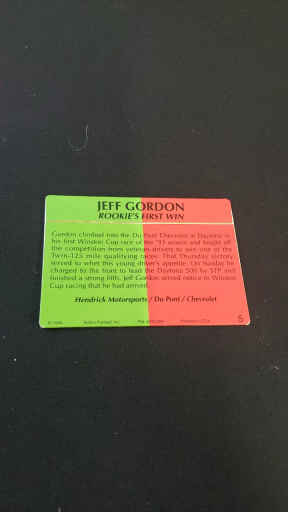 JEFF GORDON
ROOKIE'S FIRST WIN
Gordon climbed into the Du Pont Chevrolet at Daytona in
his first Winston Cup race of the '93 season and fought off
the competition from veteran drivers to win one of the
Twin-125 mile qualifying races. That Thursday victory
served to whet this young driver's appetite. On Sunday he
charged to the front to lead the Daytona 500 by STP and
finished a strong fifth. Jeff Gordon served notice to Winston
Cup racing that he had arrived.
Hendrick Motorsports / Du Pont / Chevrolet
5